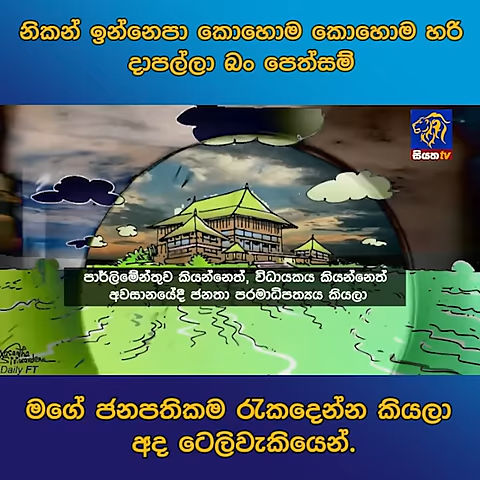 නිකන් ඉන්නෙපා කොහොම කොහොම හරි
දාපල්ලා බං පෙත්සම්
සියත tv
පාර්ලිමේන්තුව කියන්නෙත්, විධායකය කියන්නෙත්
අවසානයේදී ජනතා පරමාධිපත්‍යය කියලා
Daily FT
මගේ ජනපතිකම රැකදෙන්න කියලා
අද ටෙලිවැකියෙන්.